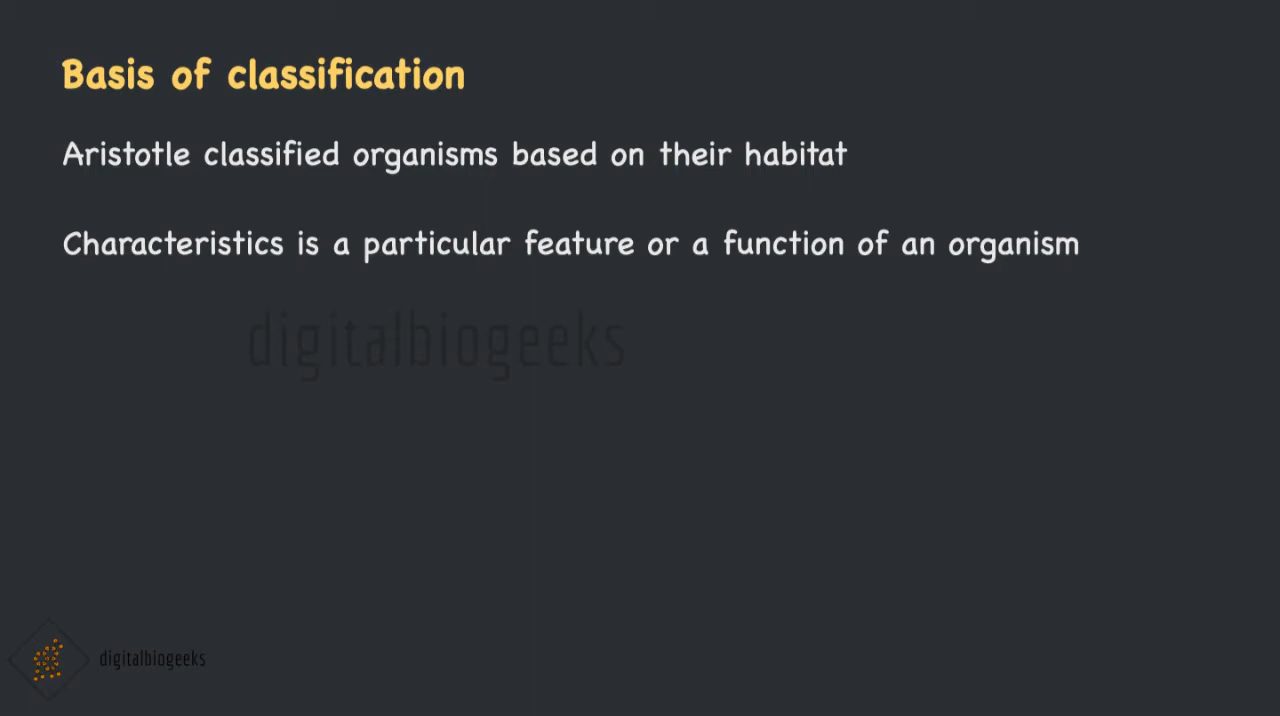 Basis of classification
Aristotle classified organisms based on their habitat
Characteristics is a particular feature or a function of an organism
digitalbiogeeks
digitalbiogeeks